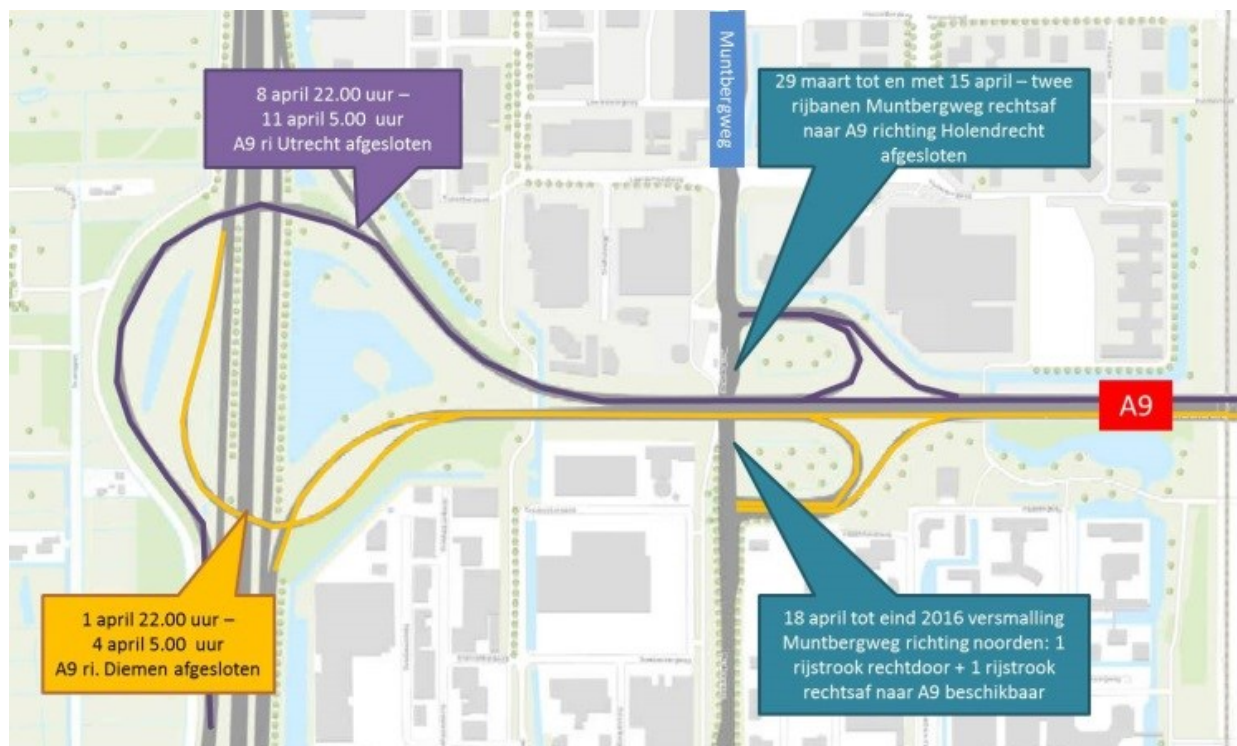 8 april 22.00 uur –
11 april 5.00 uur
A9 ri Utrecht afgesloten
Muntbergweg
29 maart tot en met 15 april – twee
rijbanen Muntbergweg rechtsaf
naar A9 richting Holendrecht
afgesloten
A9
1 april 22.00 uur –
4 april 5.00 uur
A9 ri. Diemen afgesloten
18 april tot eind 2016 versmalling
Muntbergweg richting noorden: 1
rijstrook rechtdoor + 1 rijstrook
rechtsaf naar A9 beschikbaar